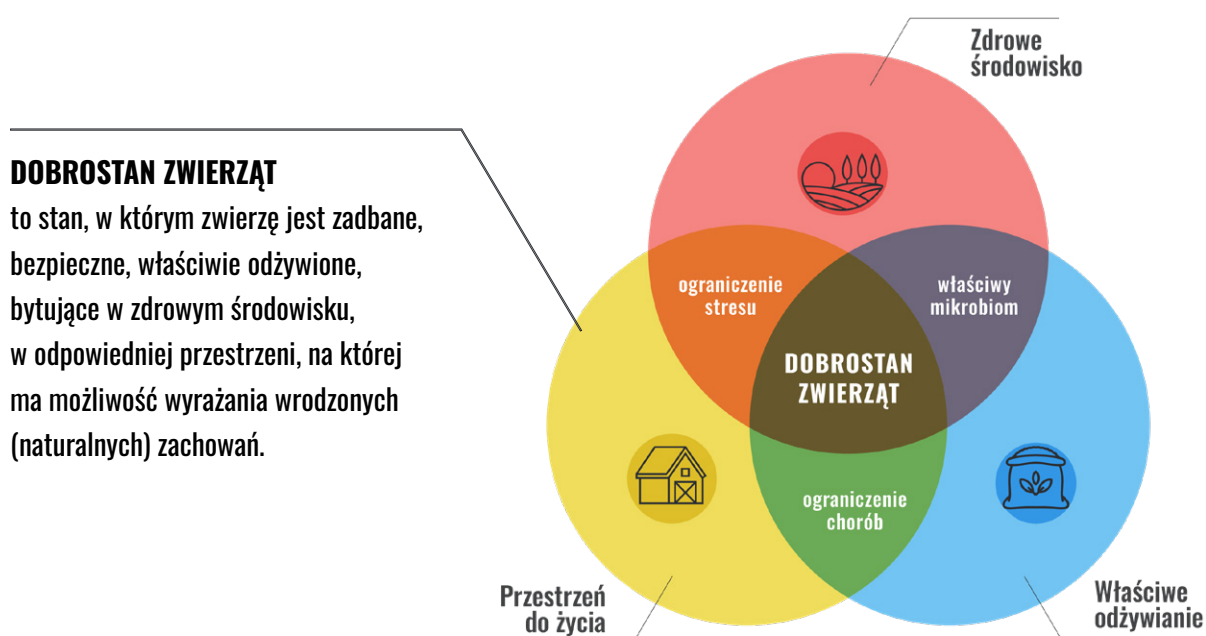 DOBROSTAN ZWIERZĄT
to stan, w którym zwierzę jest zadbane,
bezpieczne, właściwie odżywione,
bytujące w zdrowym środowisku,
w odpowiedniej przestrzeni, na której
ma możliwość wyrażania wrodzonych
(naturalnych) zachowań.
Zdrowe
środowisko
ograniczenie
stresu
właściwy
mikrobiom
DOBROSTAN
ZWIERZĄT
ograniczenie
chorób
Przestrzeń
do życia
Właściwe
odżywianie